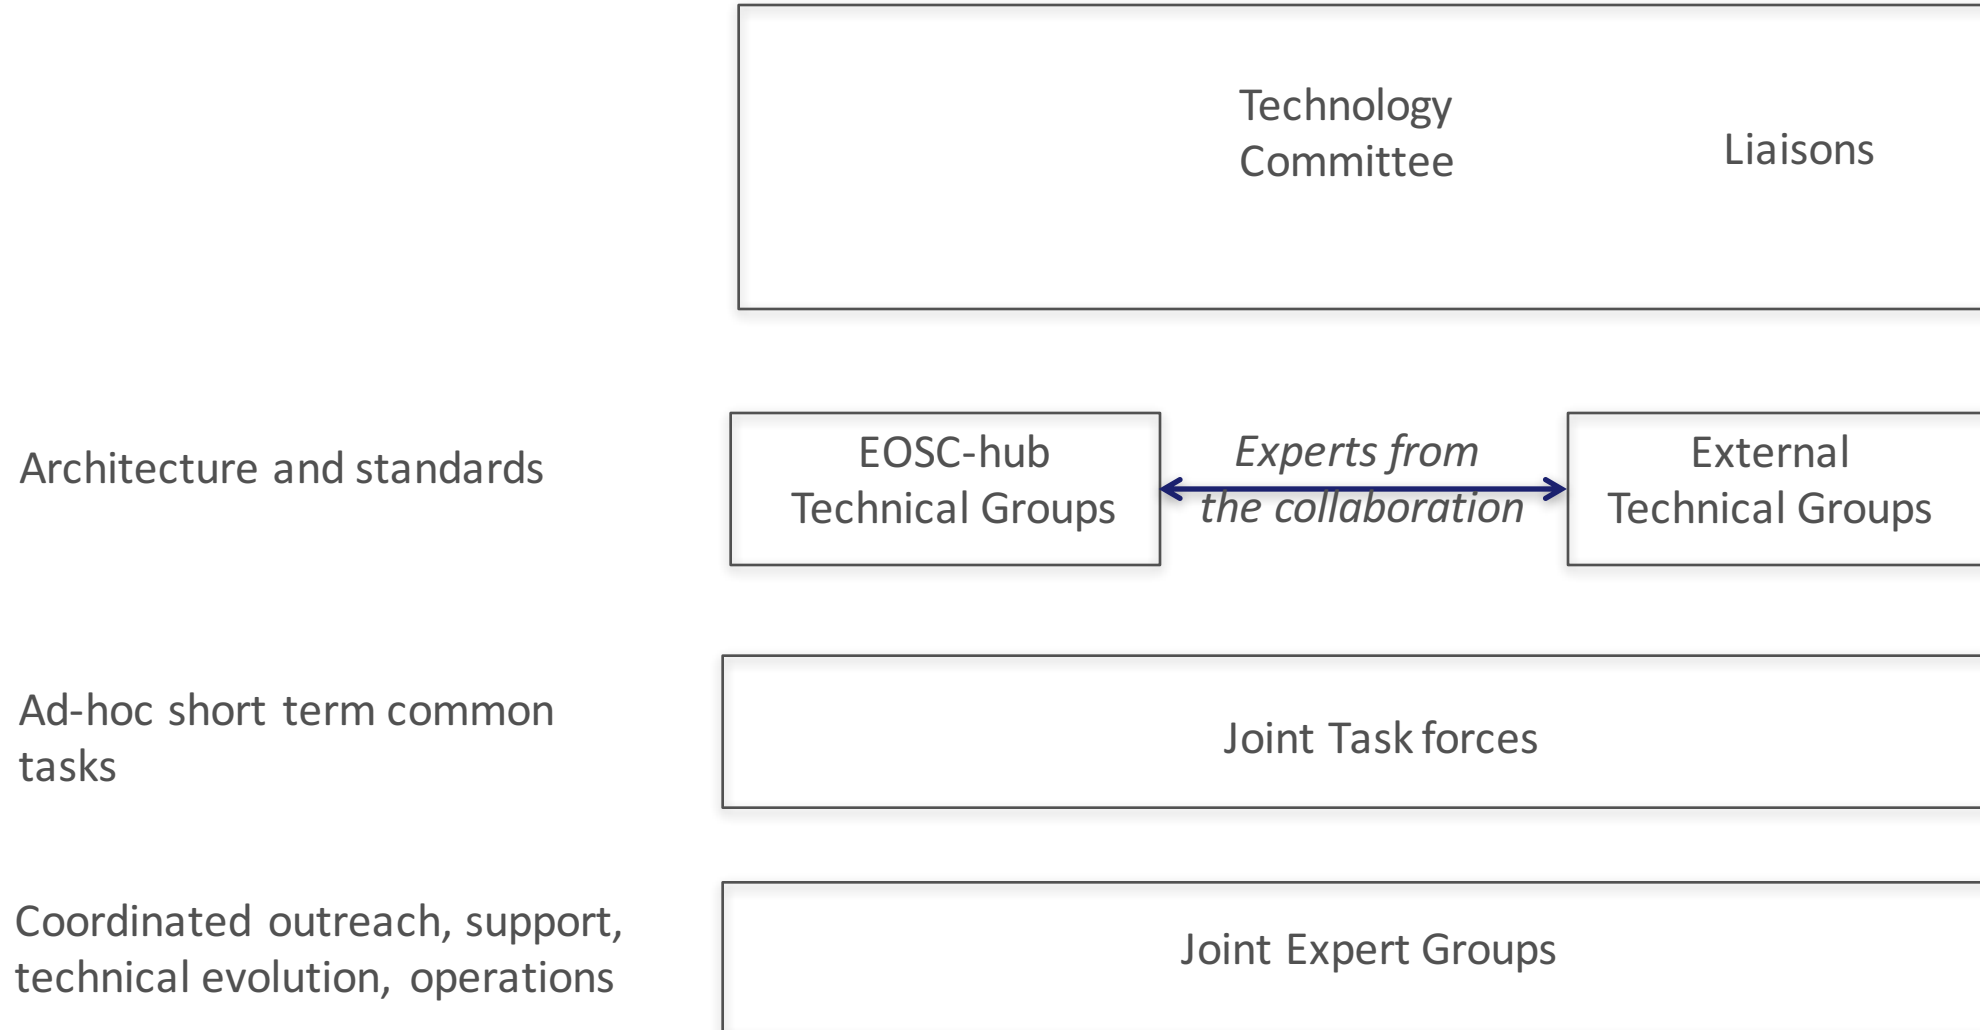 Technology
Committee
Liaisons
Architecture and standards
EOSC-hub
Technical Groups
Experts from
the collaboration
External
Technical Groups
Ad-hoc short term common
tasks
Joint Task forces
Coordinated outreach, support,
technical evolution, operations
Joint Expert Groups